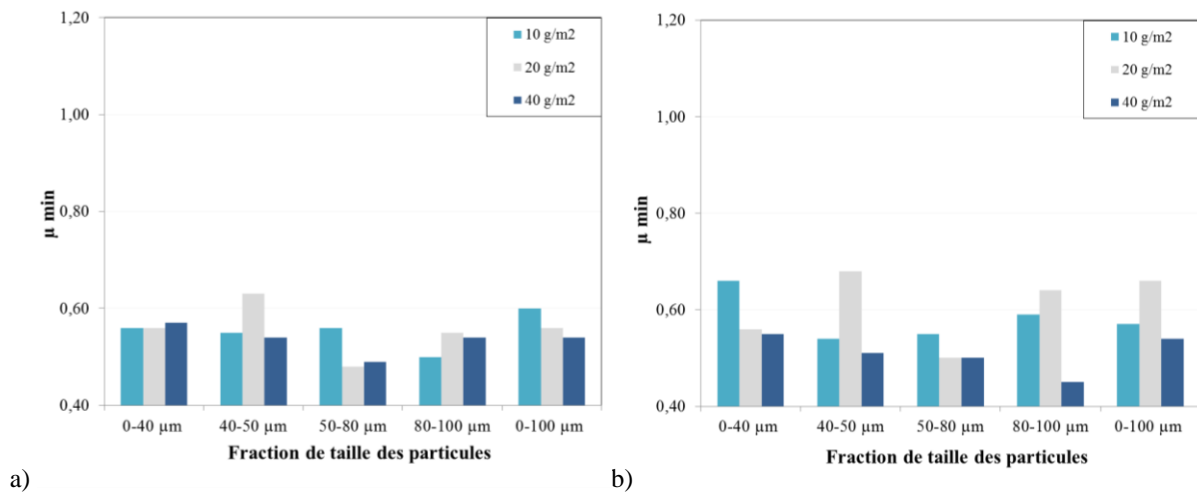 1,20
1,00
0,80
0,60
0,40
µ min
10 g/m2
20 g/m2
40 g/m2
0-40 µm 40-50 µm 50-80 µm 80-100 µm 0-100 µm
Fraction de taille des particules
a)
1,20
1,00
0,80
0,60
0,40
µ min
10 g/m2
20 g/m2
40 g/m2
0-40 µm 40-50 µm 50-80 µm 80-100 µm 0-100 µm
Fraction de taille des particules
b)